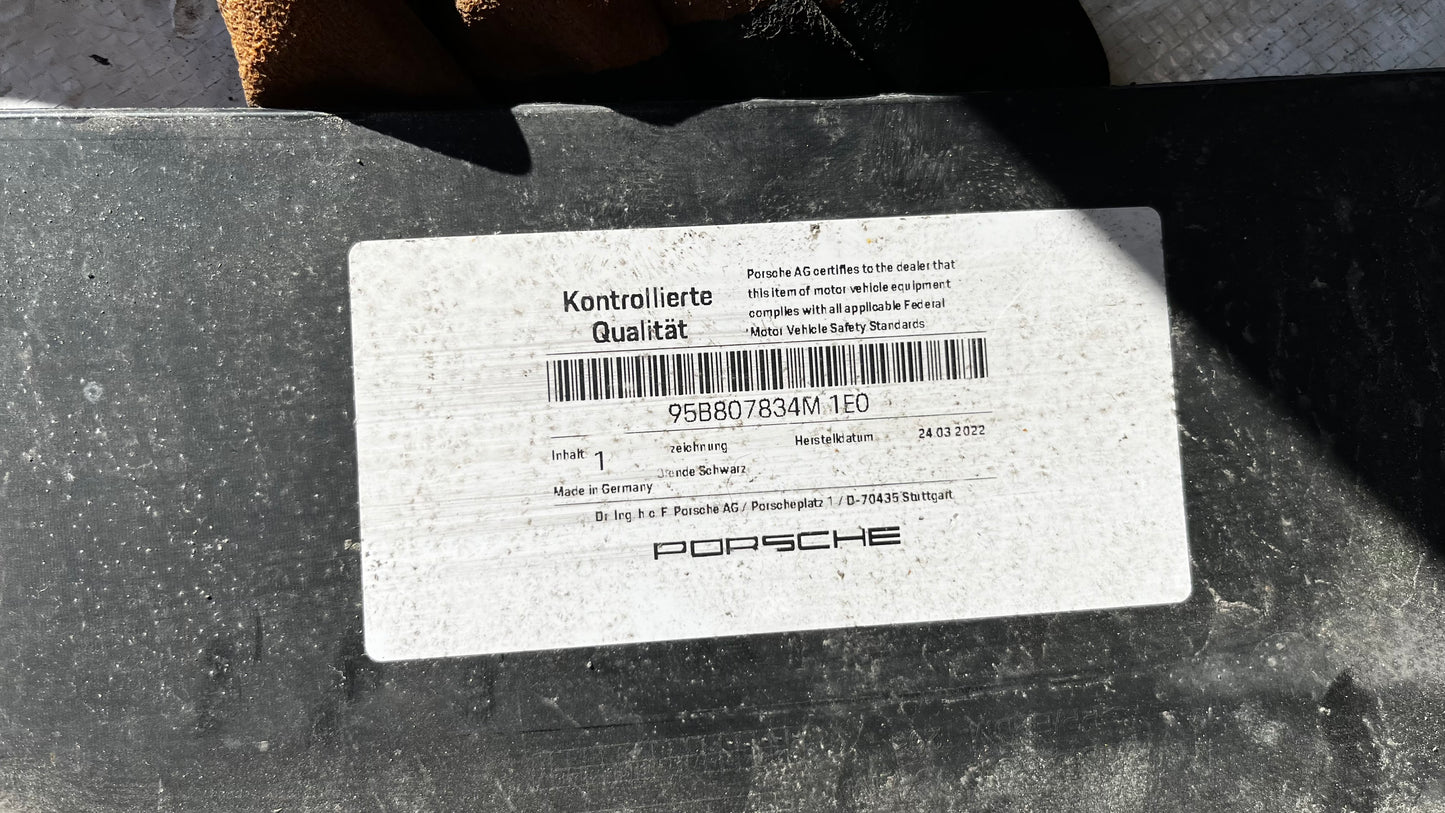 Kontrollierte
Qualität
Porsche AG certifies to the dealer that
this item of motor vehicle equipment
complies with all applicable Federal
Motor Vehicle Safety Standards
95B807834M 1E0
Inhalt 1
zeichnung
Herstelldatum
24.03.2022
Schwarz
Made in Germany
Dr. Ing. h.c. F. Porsche AG / Porscheplatz 1 / D-70435 Stuttgart
PORSCHE